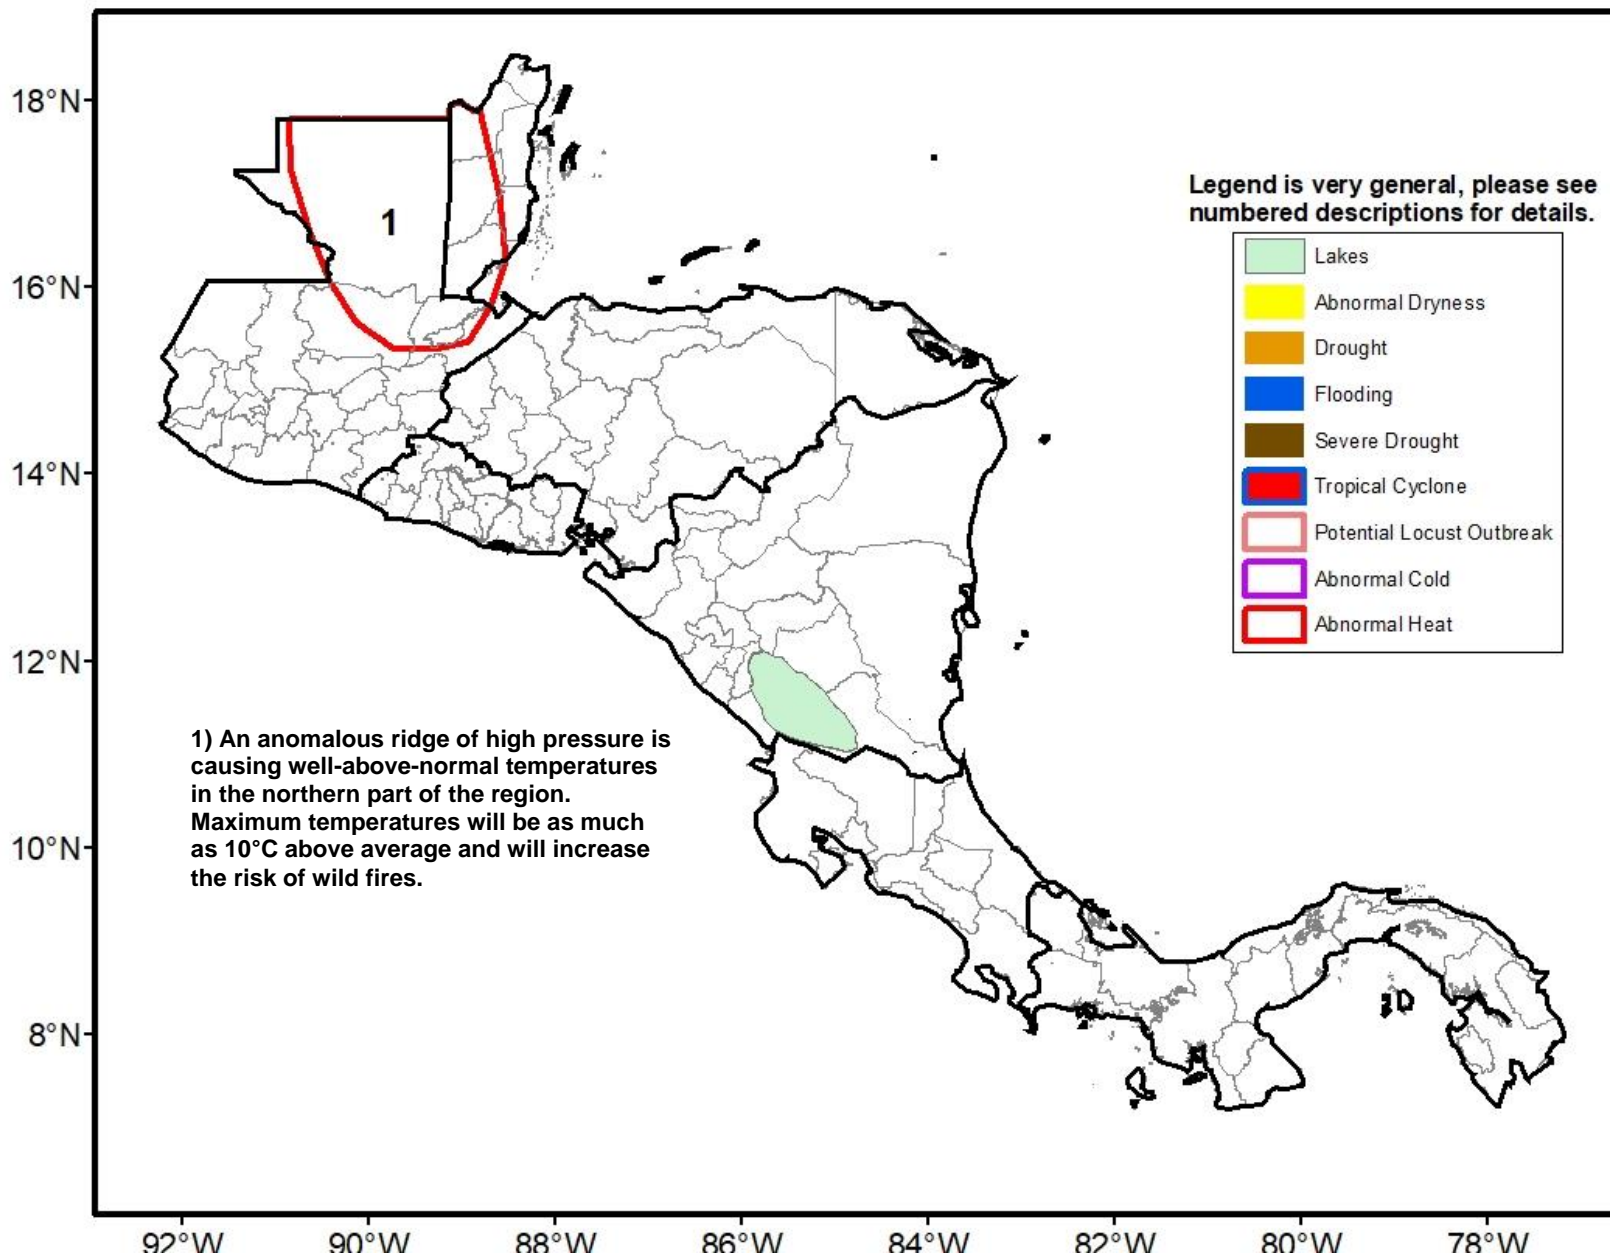 18°N
16°N
14°N
12°N
10°N
8°N
1
Legend is very general, please see
numbered descriptions for details.
Lakes
Abnormal Dryness
Drought
Flooding
Severe Drought
Tropical Cyclone
Potential Locust Outbreak
Abnormal Cold
Abnormal Heat
1) An anomalous ridge of high pressure is
causing well-above-normal temperatures
in the northern part of the region.
Maximum temperatures will be as much
as 10°C above average and will increase
the risk of wild fires.
92°W 90°W 88°W 86°W 84°W 82°W 80°W 78°W